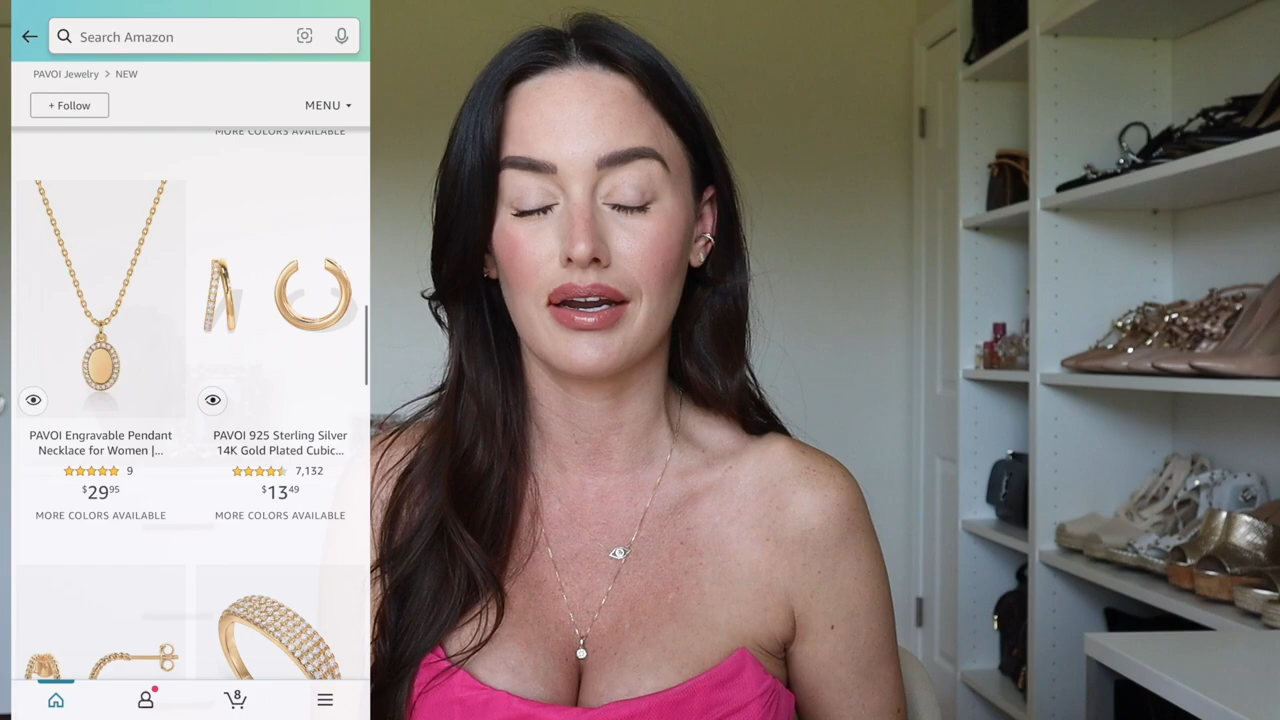 Search Amazon
PAVOI Jewelry > NEW
+ Follow
MENU
MORE COLORS AVAILABLE
PAVOI Engravable Pendant
Necklace for Women |...
9
$29.95
MORE COLORS AVAILABLE
PAVOI 925 Sterling Silver
14K Gold Plated Cubic...
7,132
$13.49
MORE COLORS AVAILABLE
8